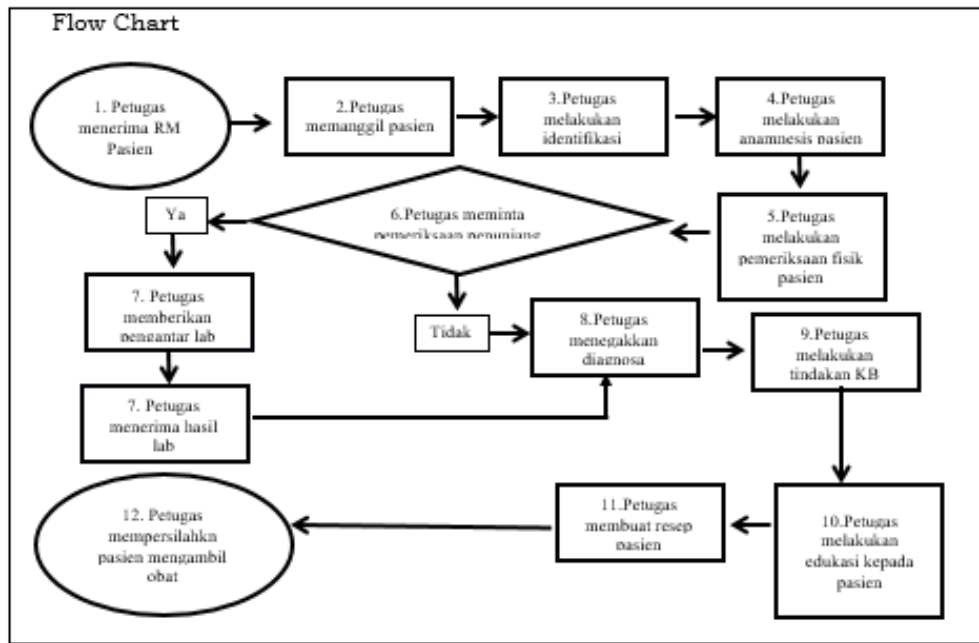 Flow Chart
1. Petugas
menerima RM
Pasien
2.Petugas
memanggil pasien
3.Petugas
melakukan
identifikasi
4.Petugas
melakukan
anamnesis pasien
5.Petugas
melakukan
pemeriksaan fisik
pasien
6.Petugas meminta
pemeriksaan penunjang
Ya
7. Petugas
memberikan
pengantar lab
Tidak
8.Petugas
menegakkan
diagnosa
9.Petugas
melakukan
tindakan KB
7. Petugas
menerima hasil
lab
10.Petugas
melakukan
edukasi kepada
pasien
11.Petugas
membuat resep
pasien
12. Petugas
mempersilahkn
pasien mengambil
obat